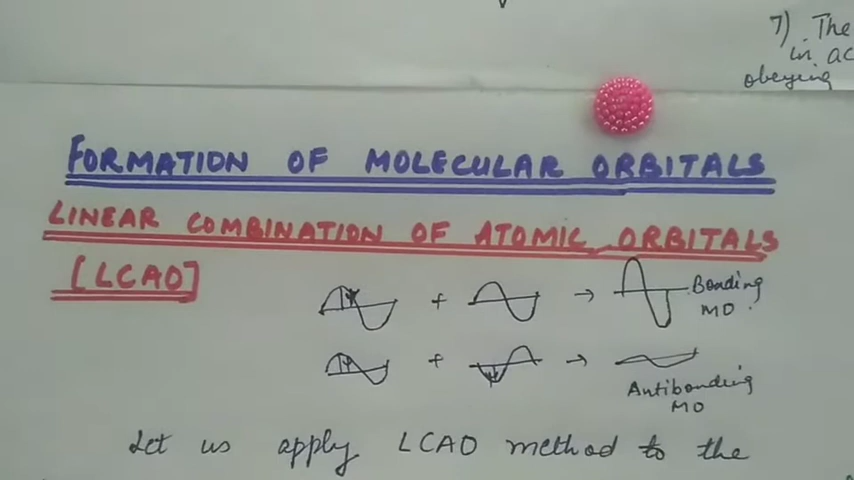 7) The
in ac
obeying
FORMATION OF MOLECULAR ORBITALS
LINEAR COMBINATION OF ATOMIC ORBITALS
[LCAO]
+ → Bonding
MO.
+ → Antibonding
MO
Let us apply LCAO method to the